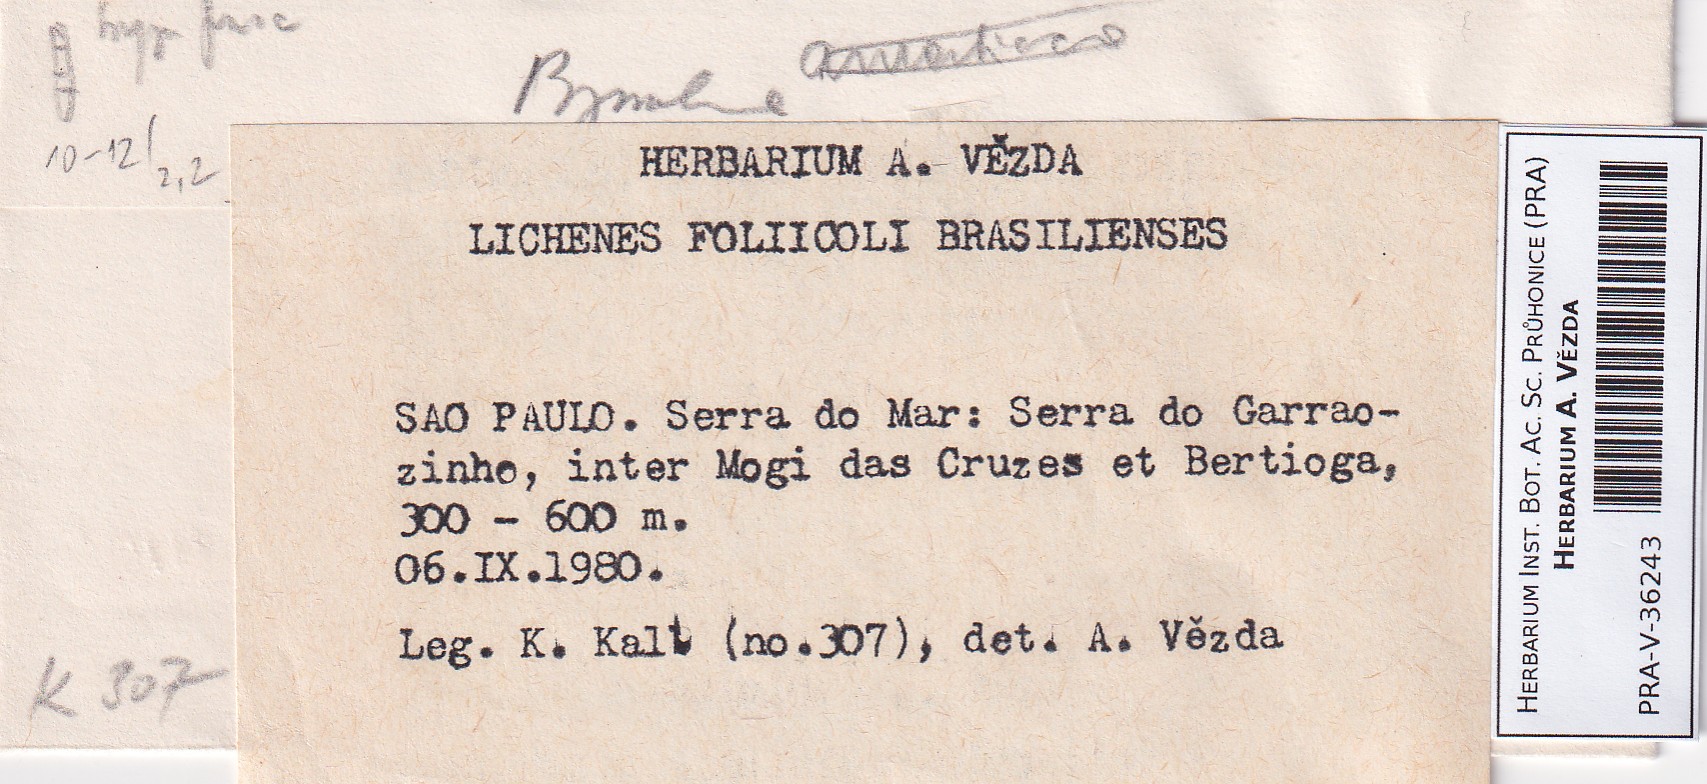 10-12/2,2
HERBARIUM A. VĚZDA
LICHENES FOLIICOLI BRASILIENSES
SAO PAULO. Serra do Mar: Serra do Garrao-
zinho, inter Mogi das Cruzes et Bertioga,
300 - 600 m.
06.IX.1980.
Leg. K. Kalb (no.307), det. A. Vězda
K 307
HERBARIUM INST. BOT. AC. SC. PRŮHONICE (PRA)
HERBARIUM A. VĚZDA
PRA-V-36243